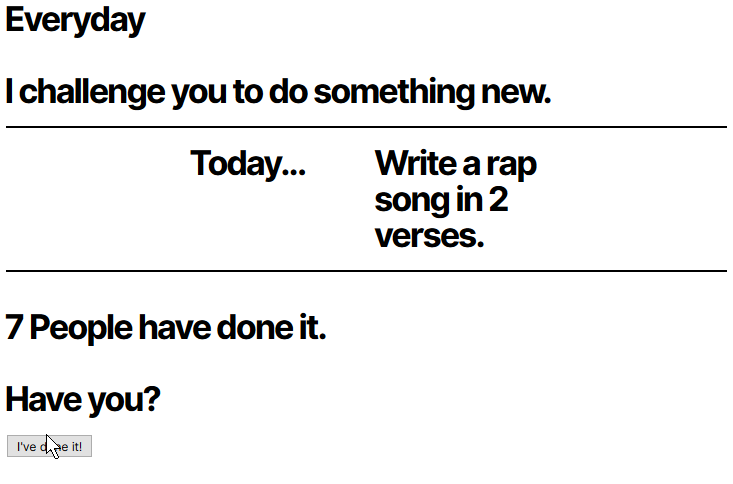 Everyday
I challenge you to do something new.
Today...
Write a rap
song in 2
verses.
7 People have done it.
Have you?
I've done it!